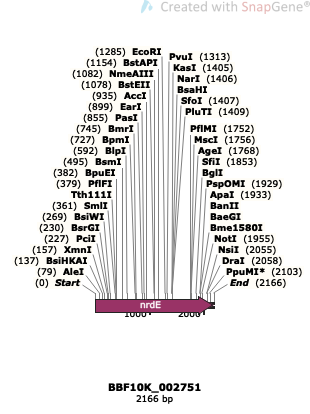 Created with SnapGene®
(1285) EcoRI
(1154) BstAPI
(1082) NmeAIII
(1078) BstEII
(935) AccI
(899) EarI
(855) PasI
(745) BmrI
(727) BpmI
(592) BlpI
(495) BsmI
(382) BpuEI
(379) PflFI
Tth111I
(361) SmlI
(269) BsiWI
(230) BsrGI
(227) PciI
(157) XmnI
(137) BsiHKAI
(79) AleI
(0) Start
PvuI (1313)
KasI (1405)
NarI (1406)
BsaHI
SfoI (1407)
PluTI (1409)
PflMI (1752)
MscI (1756)
AgeI (1768)
SfiI (1853)
BglI
PspOMI (1929)
ApaI (1933)
BanII
BaeGI
Bme1580I
NotI (1955)
NsiI (2055)
DraI (2058)
PpuMI* (2103)
End (2166)
nrdE
BBF10K_002751
2166 bp